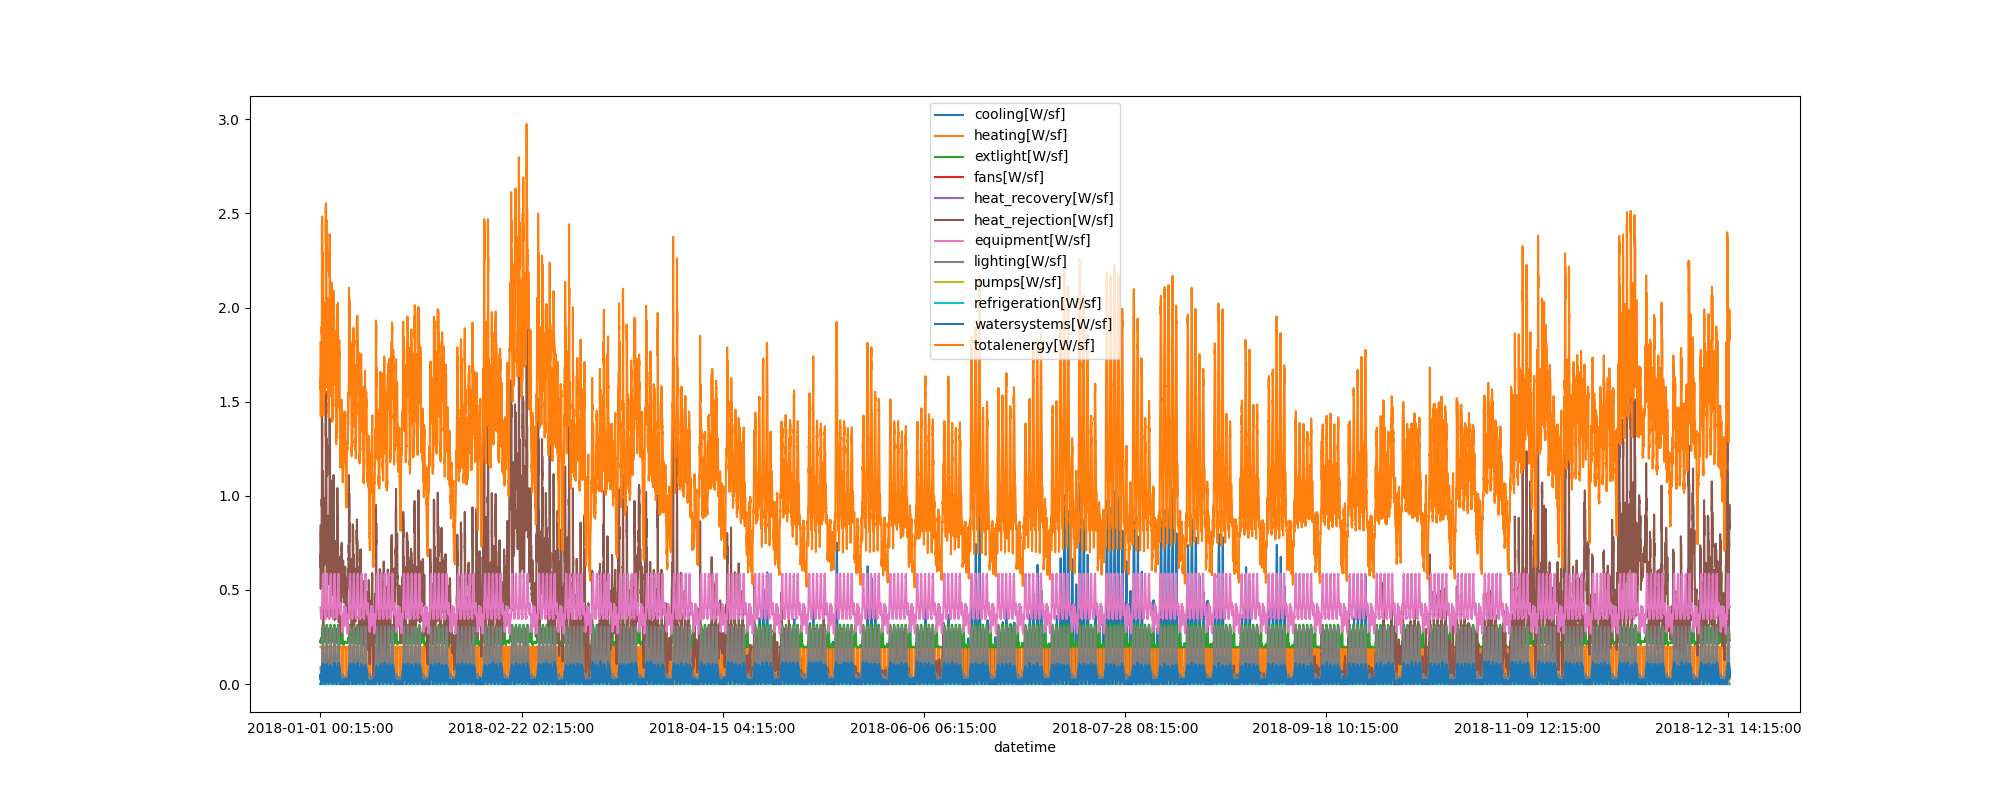 3.0
2.5
2.0
1.5
1.0
0.5
0.0
cooling[W/sf]
heating[W/sf]
extlight[W/sf]
fans[W/sf]
heat_recovery[W/sf]
heat_rejection[W/sf]
equipment[W/sf]
lighting[W/sf]
pumps[W/sf]
refrigeration[W/sf]
watersystems[W/sf]
totalenergy[W/sf]
2018-01-01 00:15:00 2018-02-22 02:15:00 2018-04-15 04:15:00 2018-06-06 06:15:00 2018-07-28 08:15:00 2018-09-18 10:15:00 2018-11-09 12:15:00 2018-12-31 14:15:00
datetime